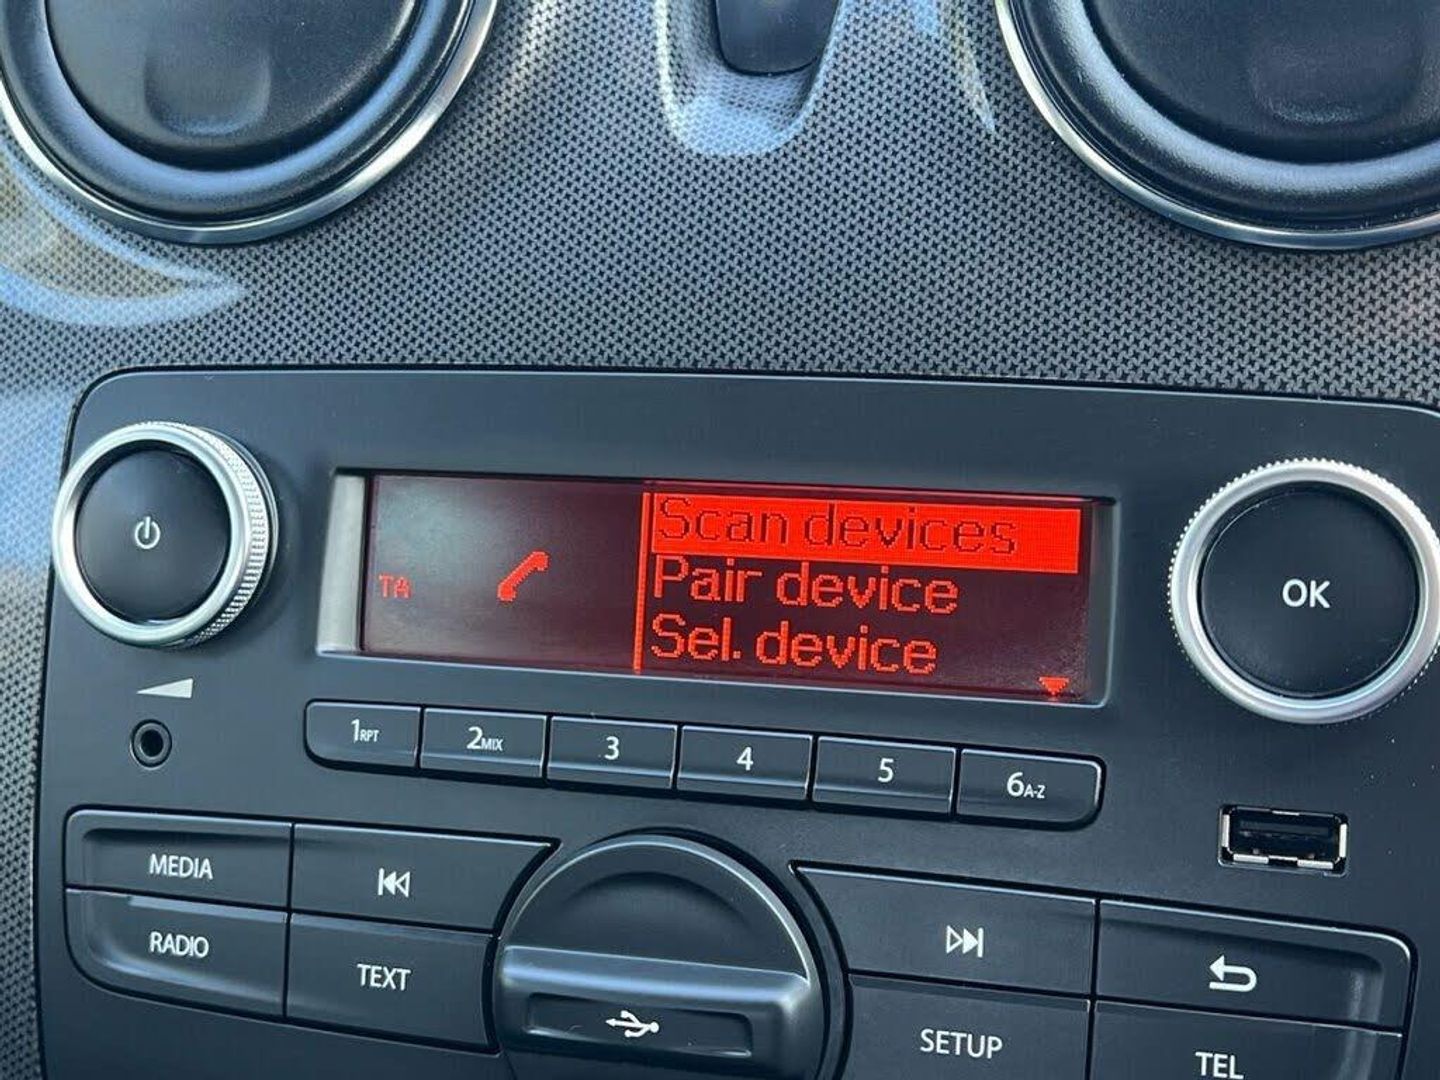 Scan devices
TA
Pair device
Sel. device
OK
1RPT
2MIX
3
4
5
6A-Z
MEDIA
RADIO
TEXT
SETUP
TEL